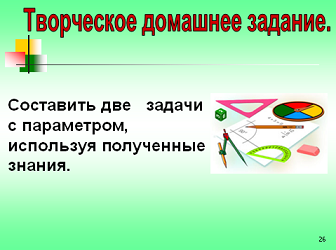 Творческое домашнее задание.
Составить две задачи
с параметром,
используя полученные
знания.
26